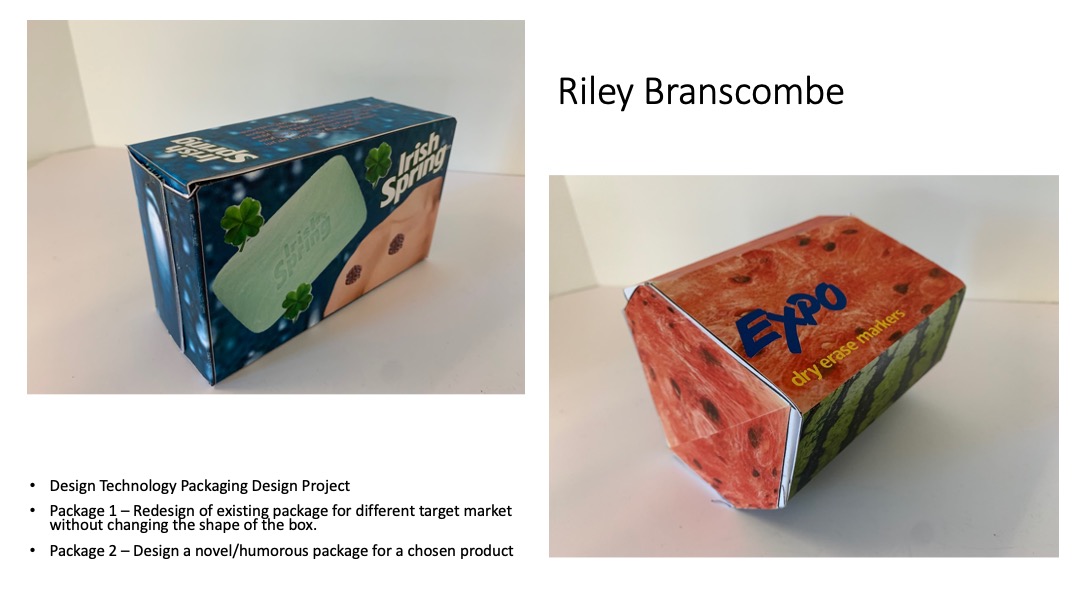 Riley Branscombe
Irish
Spring
Irish
Spring
Irish
Spring
EXPO
dry erase markers
• Design Technology Packaging Design Project
• Package 1 – Redesign of existing package for different target market
without changing the shape of the box.
• Package 2 – Design a novel/humorous package for a chosen product